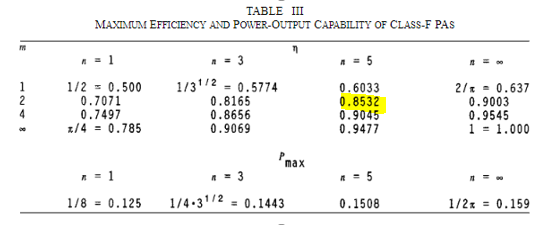 TABLE III
MAXIMUM EFFICIENCY AND POWER-OUTPUT CAPABILITY OF CLASS-F PAS
m η
n = 1 n = 3 n = 5 n = ∞
1 1/2 = 0.500 1/3^1/2 = 0.5774 0.6033 2/π = 0.637
2 0.7071 0.8165 0.8532 0.9003
4 0.7497 0.8656 0.9045 0.9545
∞ π/4 = 0.785 0.9069 0.9477 1 = 1.000
Pmax
n = 1 n = 3 n = 5 n = ∞
1/8 = 0.125 1/4·3^1/2 = 0.1443 0.1508 1/2π = 0.159